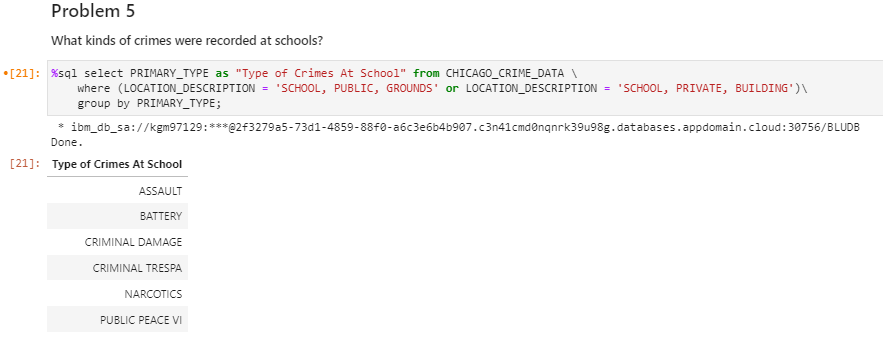 Problem 5
What kinds of crimes were recorded at schools?
[21]: %sql select PRIMARY_TYPE as "Type of Crimes At School" from CHICAGO_CRIME_DATA \
where (LOCATION_DESCRIPTION = 'SCHOOL, PUBLIC, GROUNDS' or LOCATION_DESCRIPTION = 'SCHOOL, PRIVATE, BUILDING')\
group by PRIMARY_TYPE;
* ibm_db_sa://kgm97129:***@2f3279a5-73d1-4859-88f0-a6c3e6b4b907.c3n41cmd0nqnrk39u98g.databases.appdomain.cloud:30756/BLUDB
Done.
[21]: Type of Crimes At School
ASSAULT
BATTERY
CRIMINAL DAMAGE
CRIMINAL TRESPA
NARCOTICS
PUBLIC PEACE VI